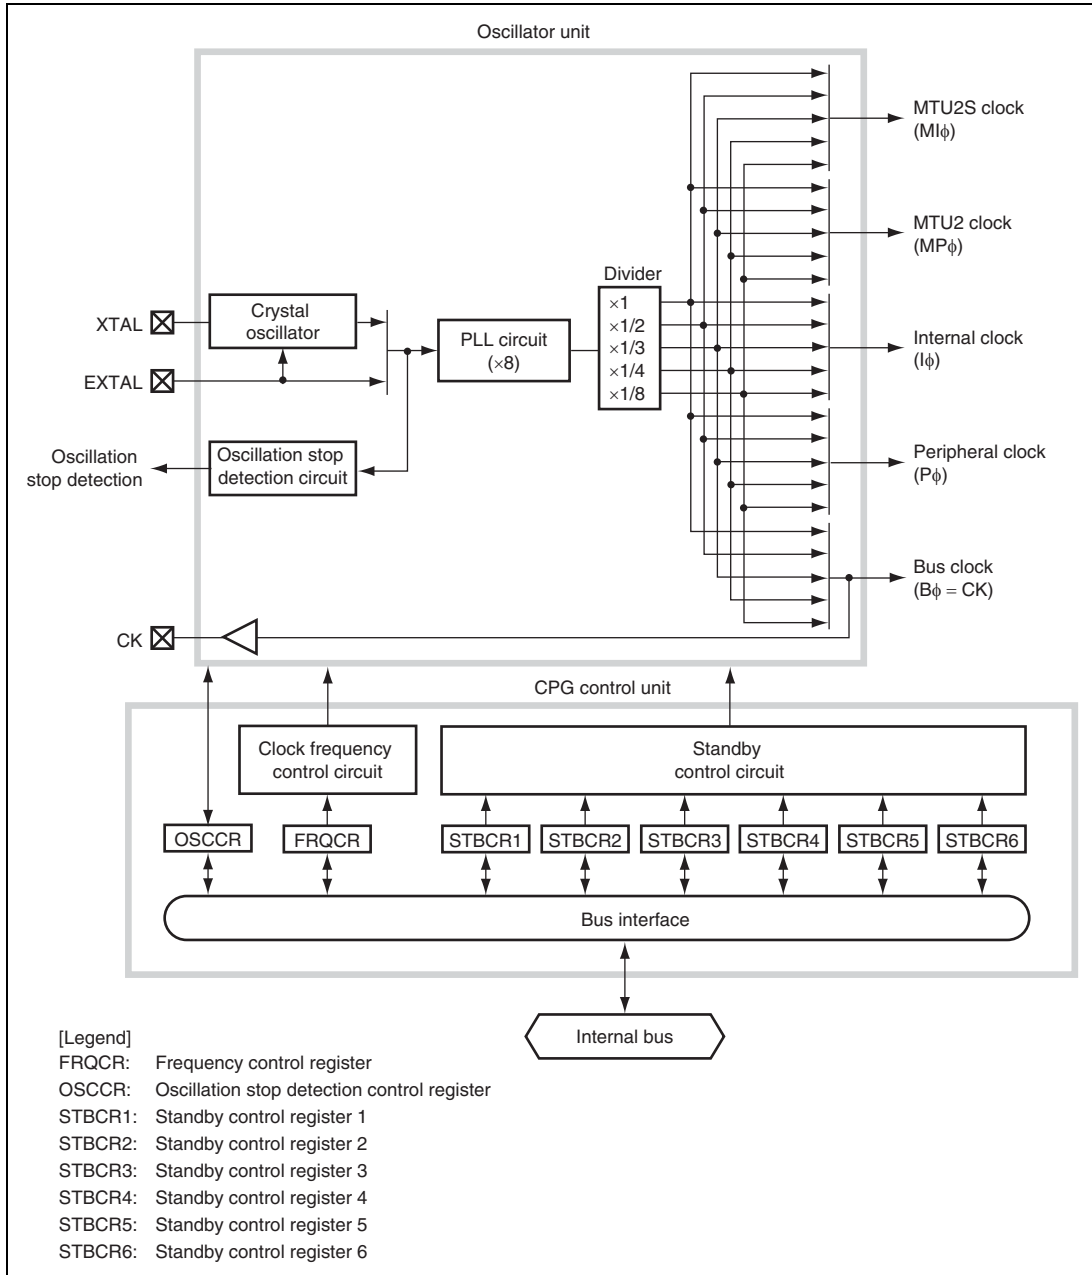 Oscillator unit
MTU2S clock
(MIϕ)
MTU2 clock
(MPϕ)
Divider
×1
×1/2
×1/3
×1/4
×1/8
XTAL
Crystal
oscillator
EXTAL
PLL circuit
(×8)
Internal clock
(Iϕ)
Oscillation
stop detection
Oscillation stop
detection circuit
Peripheral clock
(Pϕ)
Bus clock
(Bϕ = CK)
CK
CPG control unit
Clock frequency
control circuit
Standby
control circuit
OSCCR
FRQCR
STBCR1
STBCR2
STBCR3
STBCR4
STBCR5
STBCR6
Bus interface
Internal bus
[Legend]
FRQCR: Frequency control register
OSCCR: Oscillation stop detection control register
STBCR1: Standby control register 1
STBCR2: Standby control register 2
STBCR3: Standby control register 3
STBCR4: Standby control register 4
STBCR5: Standby control register 5
STBCR6: Standby control register 6